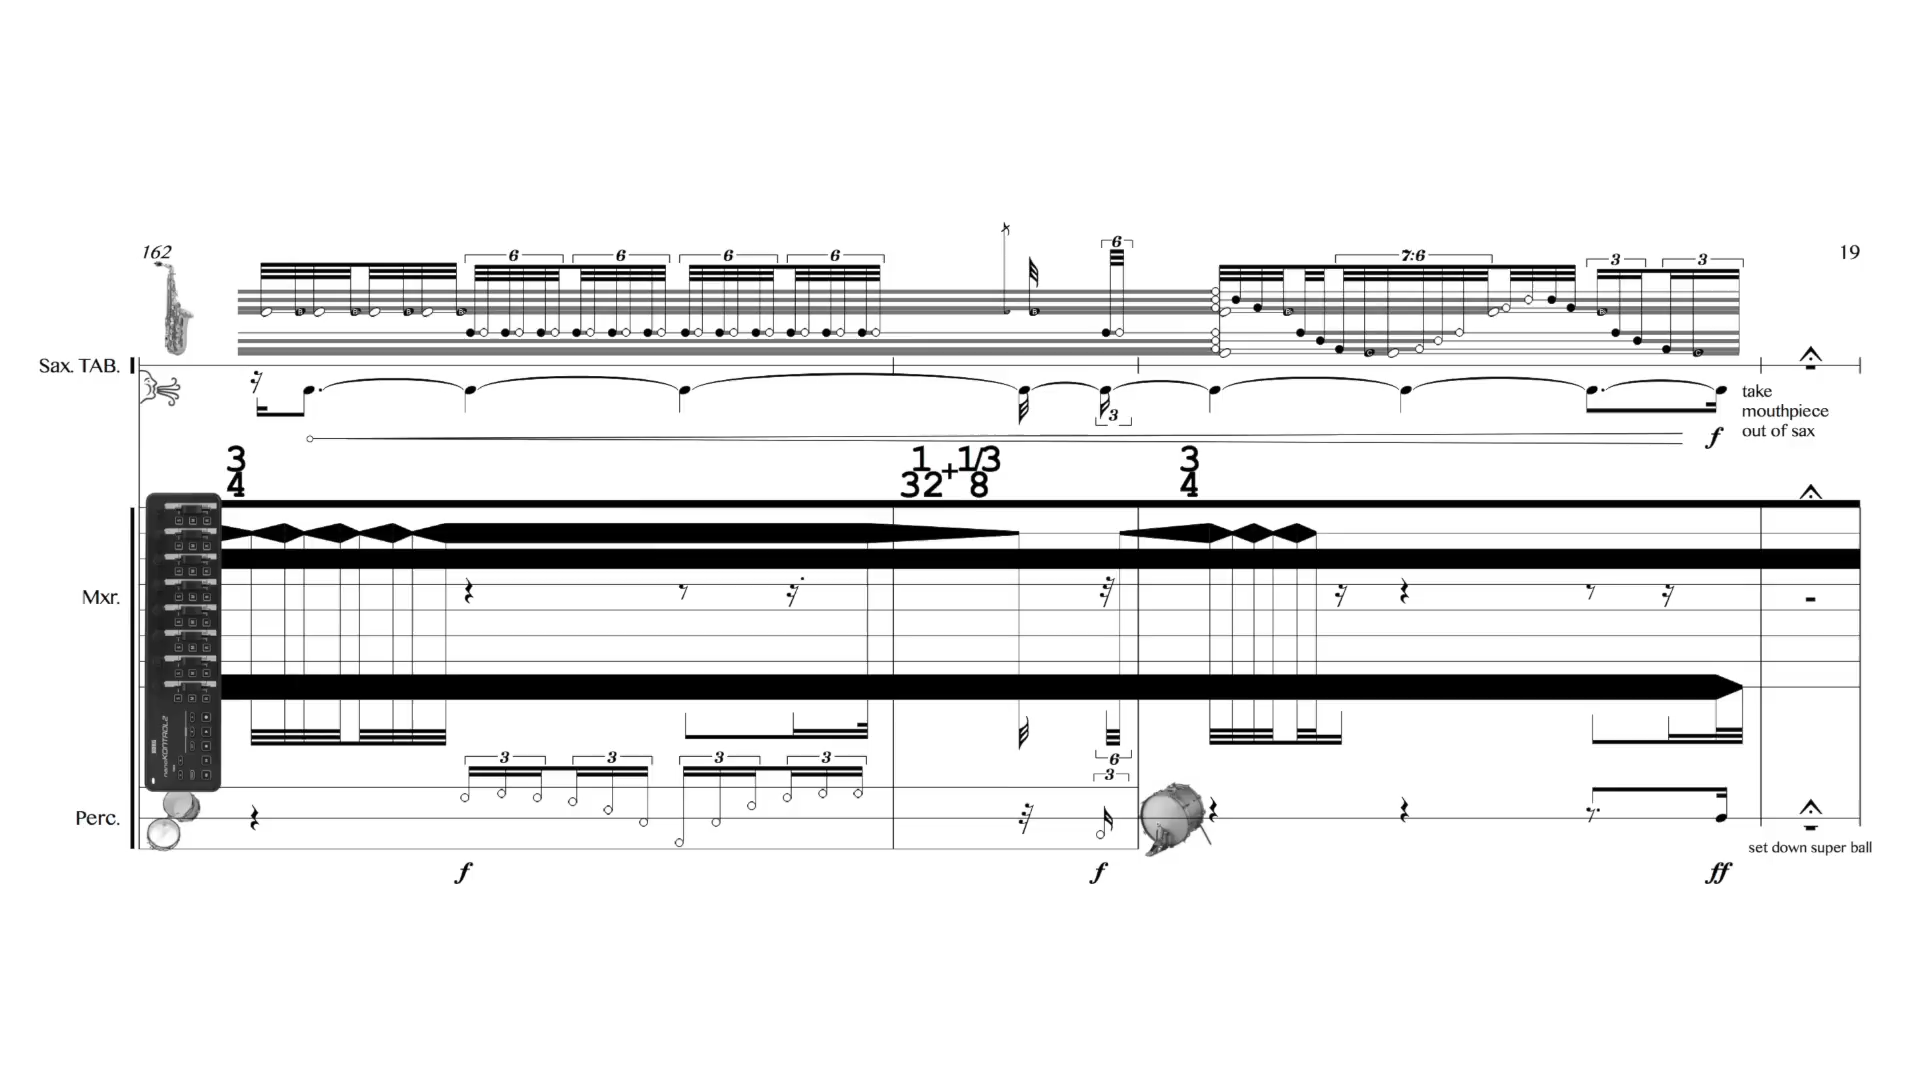 162
19
6 6 6 6 6 7:6 3 3
Sax. TAB.
3
take
mouthpiece
out of sax
f
3 1 + 1/3 3
4 32 8 4
Mxr.
nanoKONTROL2
KORG
3 3 3 3 6
3
Perc.
set down super ball
f f ff